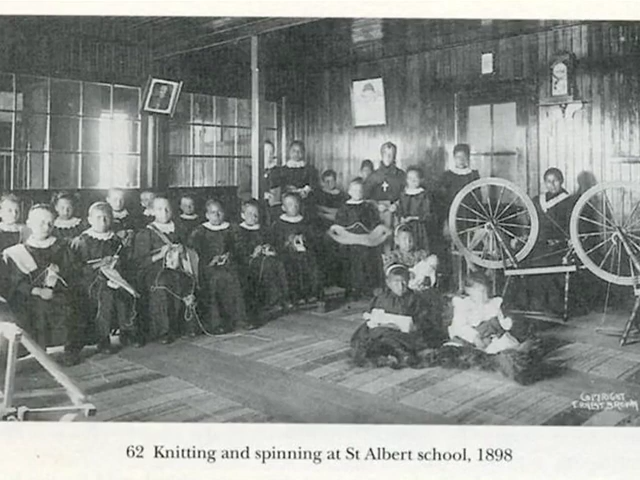 COPYRIGHT
ERNEST BROWN
62 Knitting and spinning at St Albert school, 1898